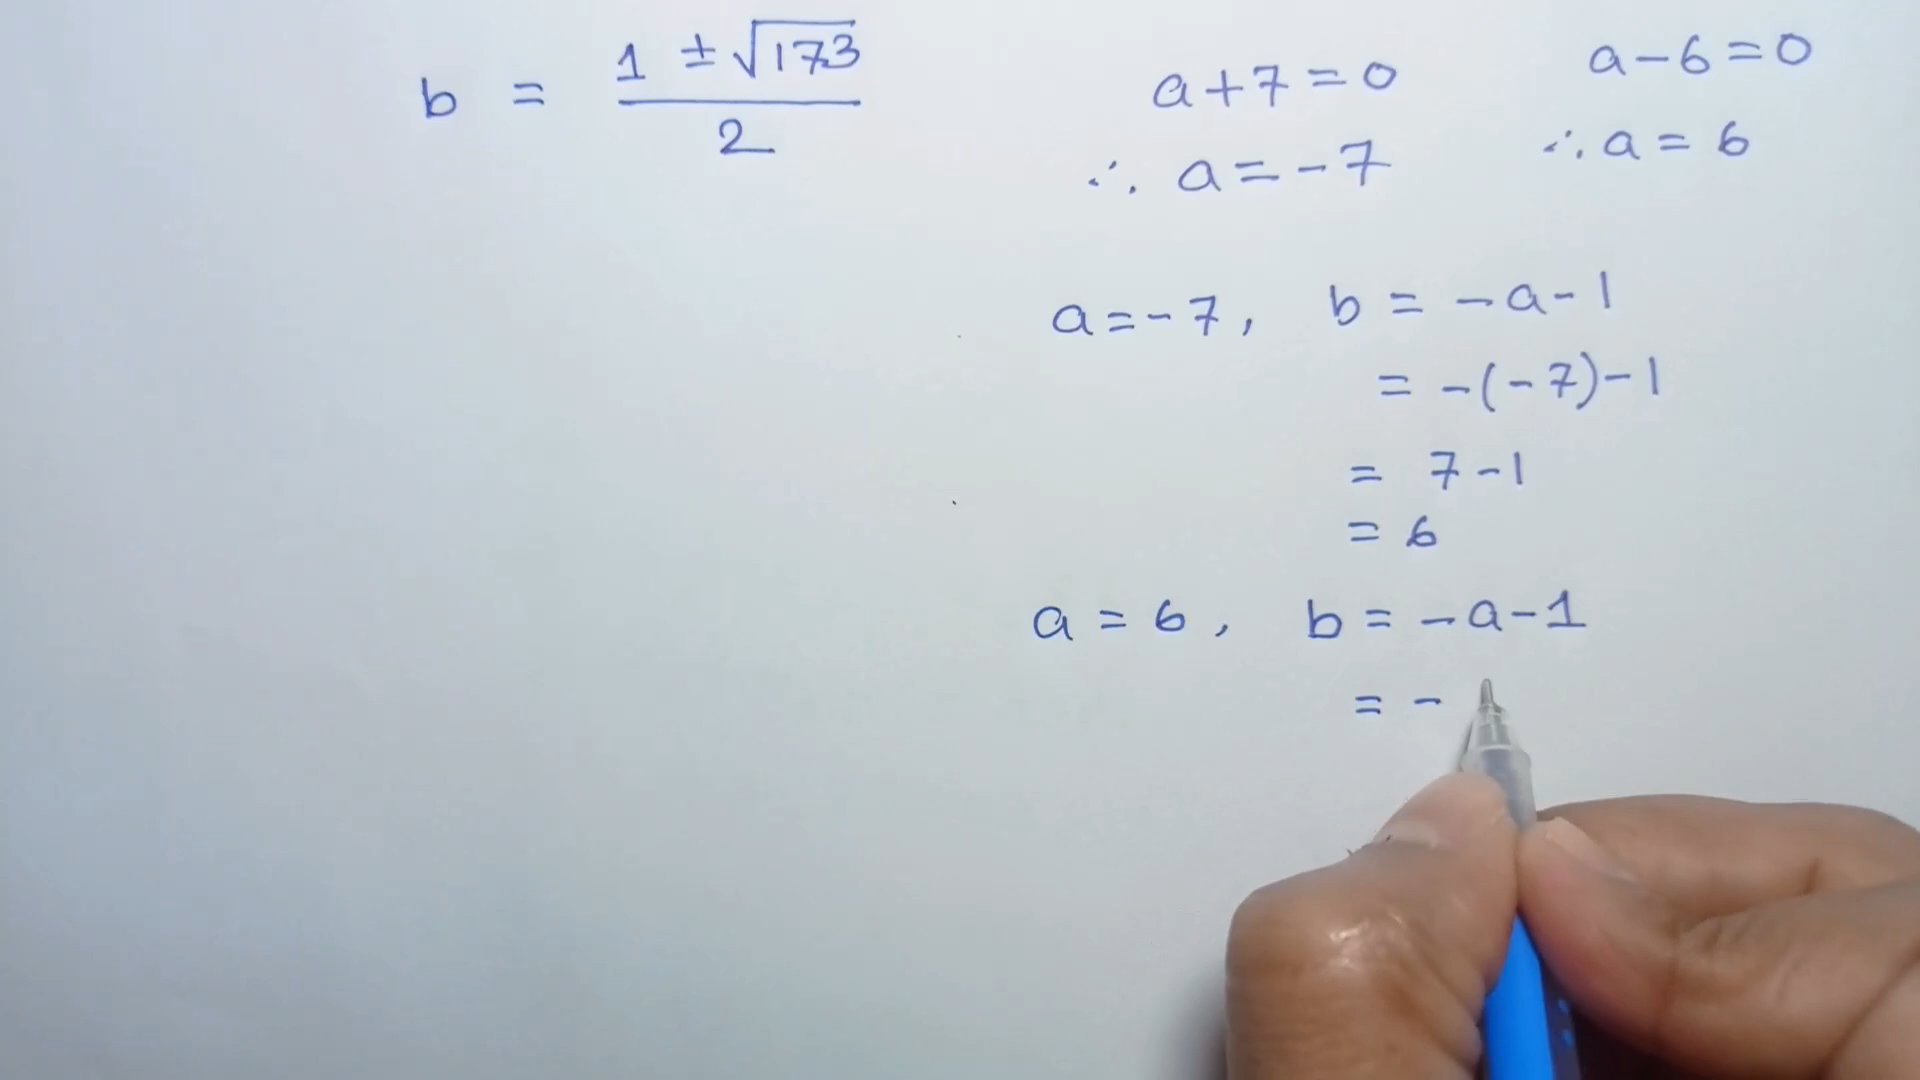 b = (1 ± √173)/2
a + 7 = 0
∴ a = -7
a - 6 = 0
∴ a = 6
a = -7, b = -a - 1
= -(-7) - 1
= 7 - 1
= 6
a = 6, b = -a - 1
= -